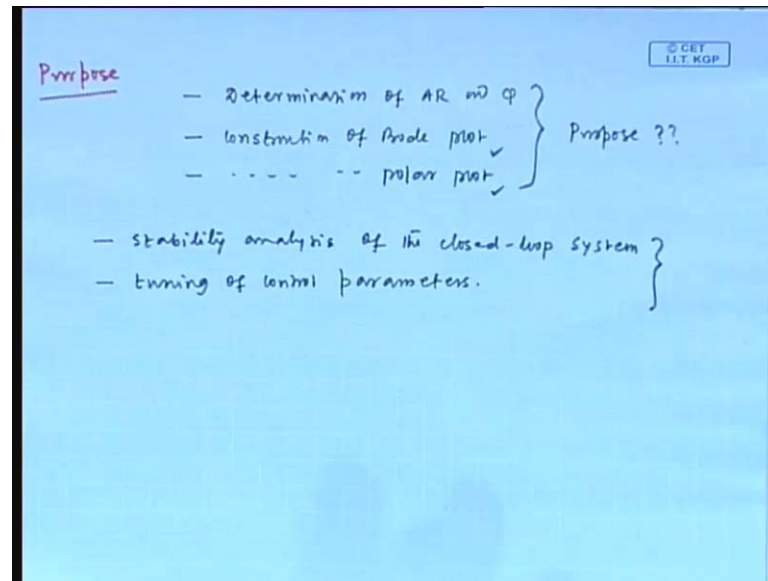 © CET
I.I.T. KGP
Purpose
— Determination of AR and φ
— Construction of Bode plot ✓
— ---- -- polar plot ✓
Purpose ??
— Stability analysis of the closed-loop system
— tuning of control parameters.